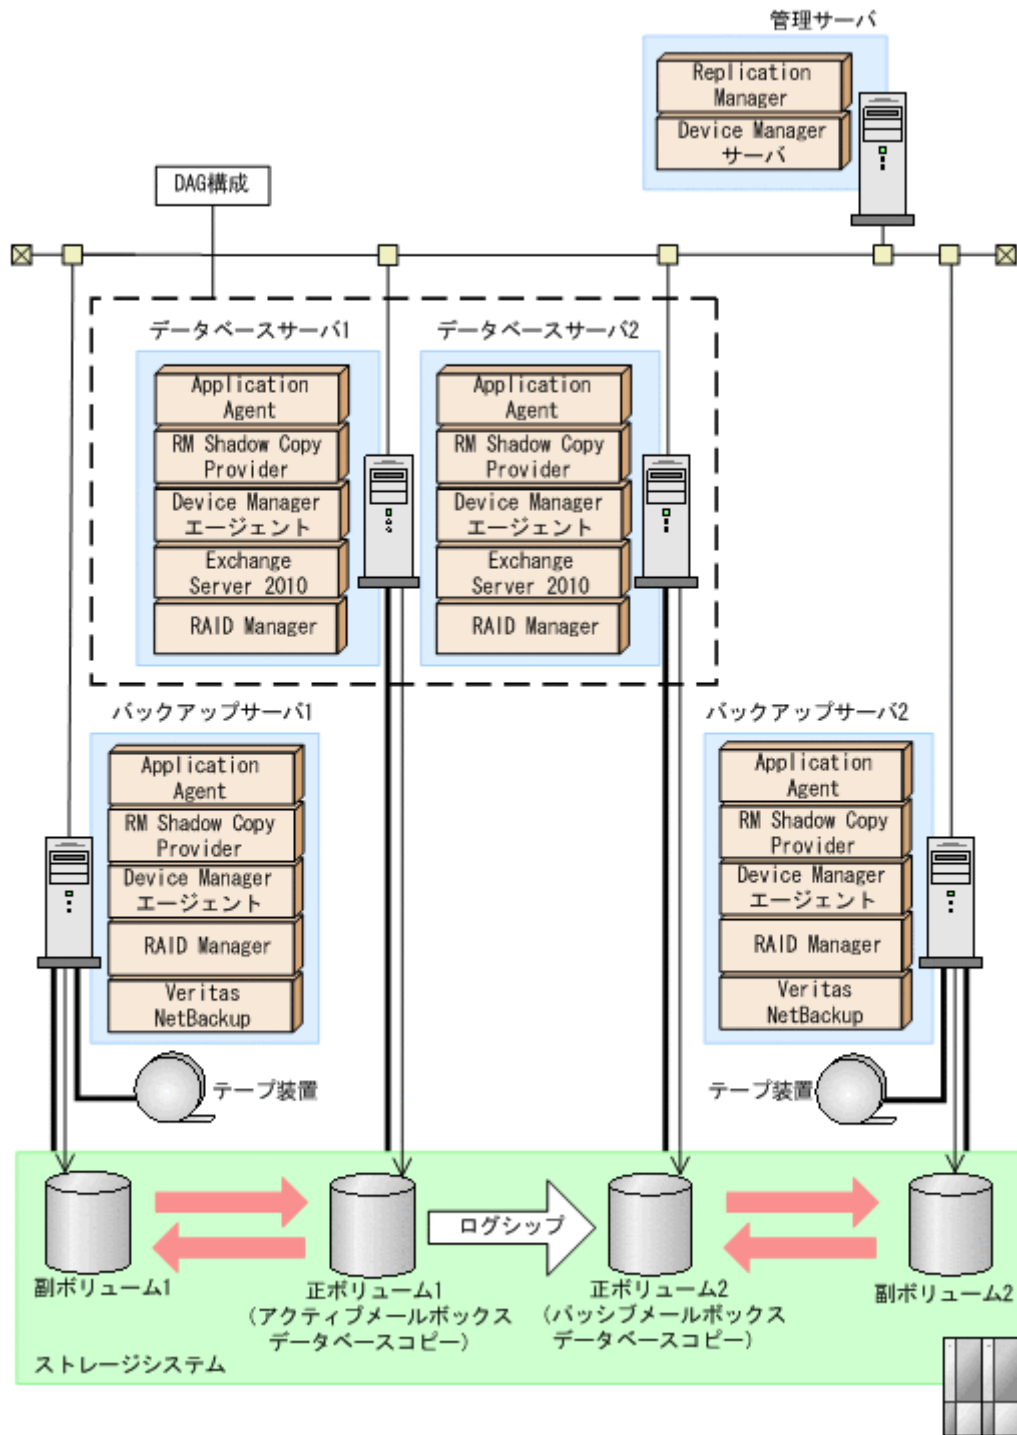 管理サーバ
Replication
Manager
Device Manager
サーバ
DAG構成
データベースサーバ1
Application
Agent
RM Shadow Copy
Provider
Device Manager
エージェント
Exchange
Server 2010
RAID Manager
データベースサーバ2
Application
Agent
RM Shadow Copy
Provider
Device Manager
エージェント
Exchange
Server 2010
RAID Manager
バックアップサーバ1
Application
Agent
RM Shadow Copy
Provider
Device Manager
エージェント
RAID Manager
Veritas
NetBackup
テープ装置
バックアップサーバ2
Application
Agent
RM Shadow Copy
Provider
Device Manager
エージェント
RAID Manager
Veritas
NetBackup
テープ装置
ログシップ
副ボリューム1
正ボリューム1
(アクティブメールボックス
データベースコピー)
正ボリューム2
(パッシブメールボックス
データベースコピー)
副ボリューム2
ストレージシステム